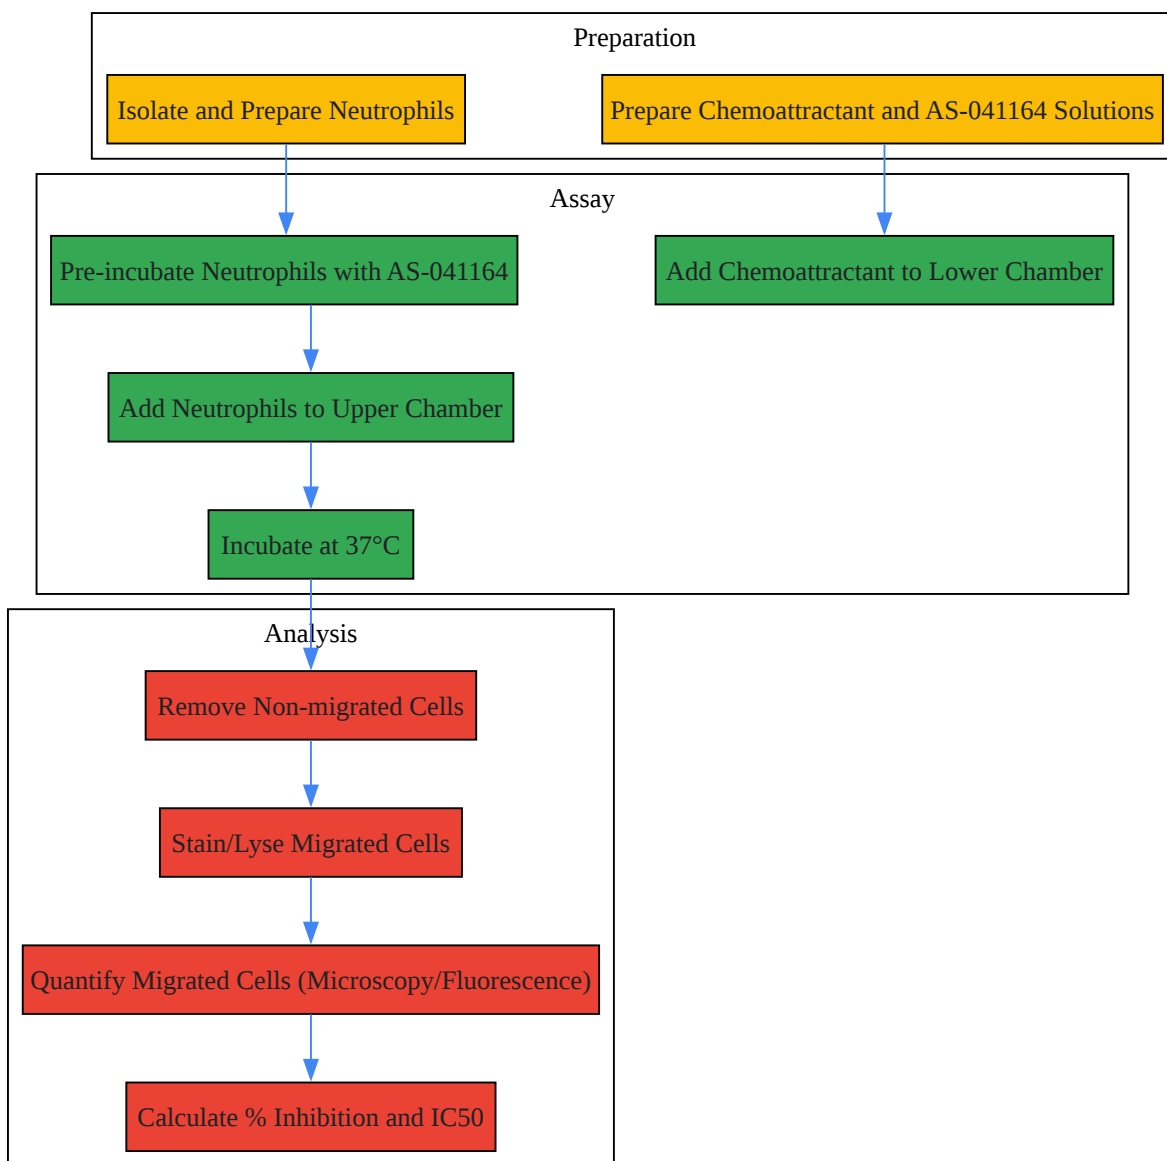 Preparation
Isolate and Prepare Neutrophils
Prepare Chemoattractant and AS-041164 Solutions
Assay
Pre-incubate Neutrophils with AS-041164
Add Chemoattractant to Lower Chamber
Add Neutrophils to Upper Chamber
Incubate at 37°C
Analysis
Remove Non-migrated Cells
Stain/Lyse Migrated Cells
Quantify Migrated Cells (Microscopy/Fluorescence)
Calculate % Inhibition and IC50